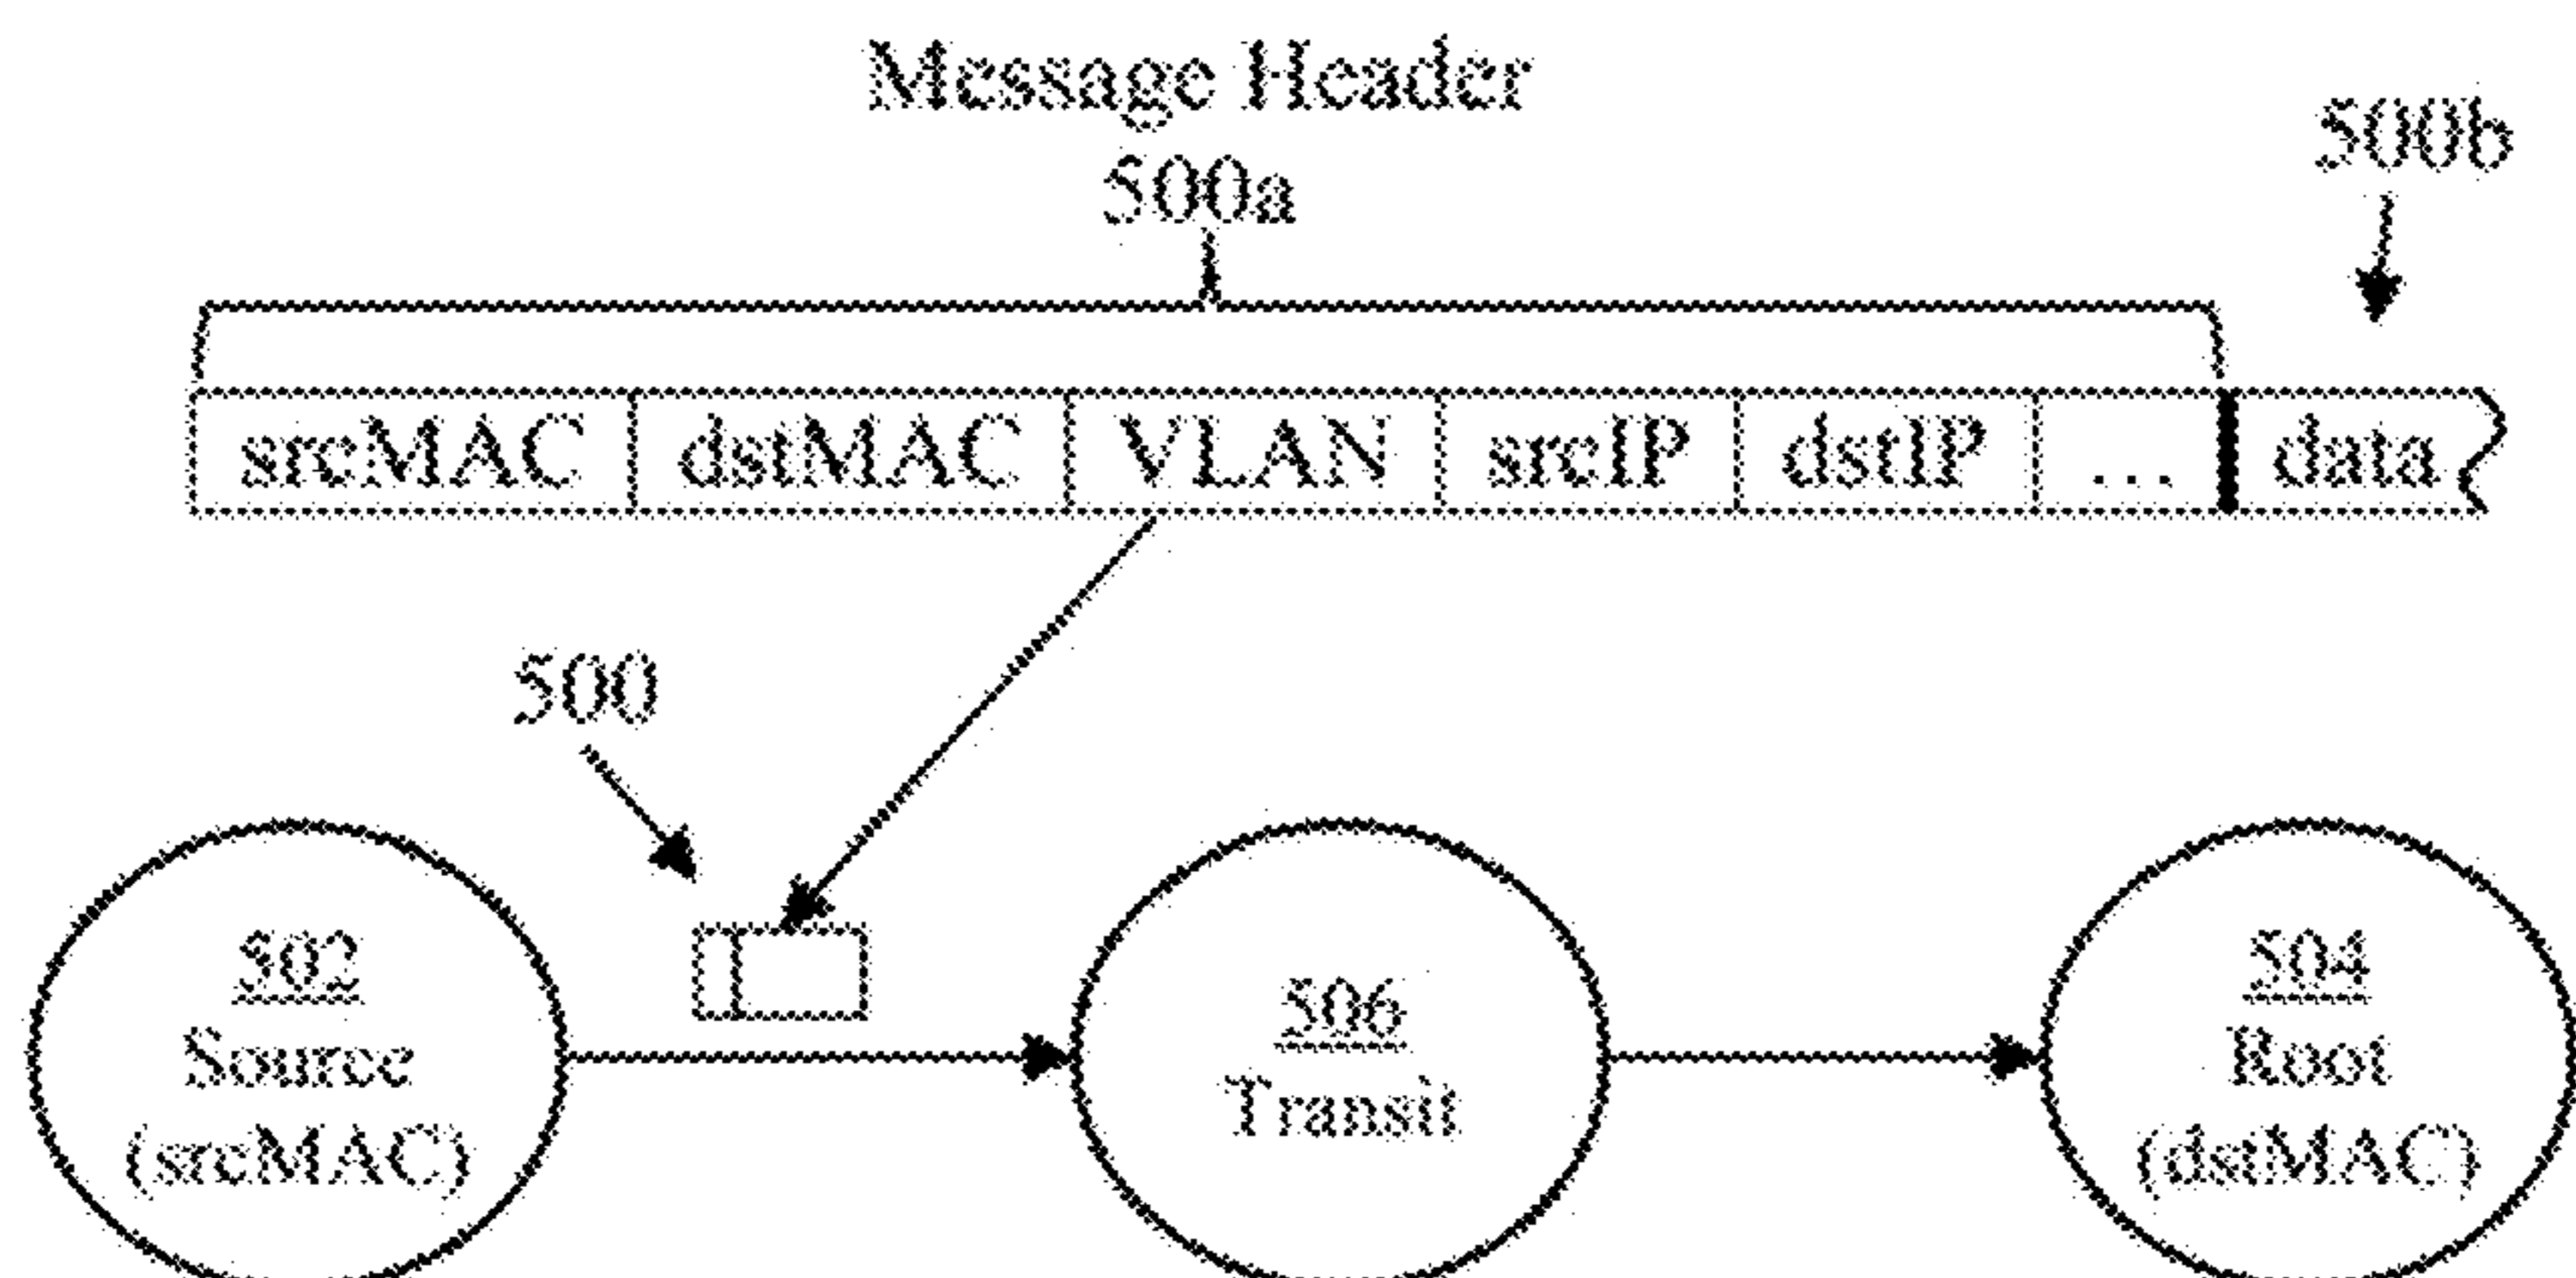 Message Header
500a
500b
srcMAC dstMAC VLAN srcIP dstIP ... data
500
502
Source
(srcMAC)
506
Transit
504
Root
(dstMAC)